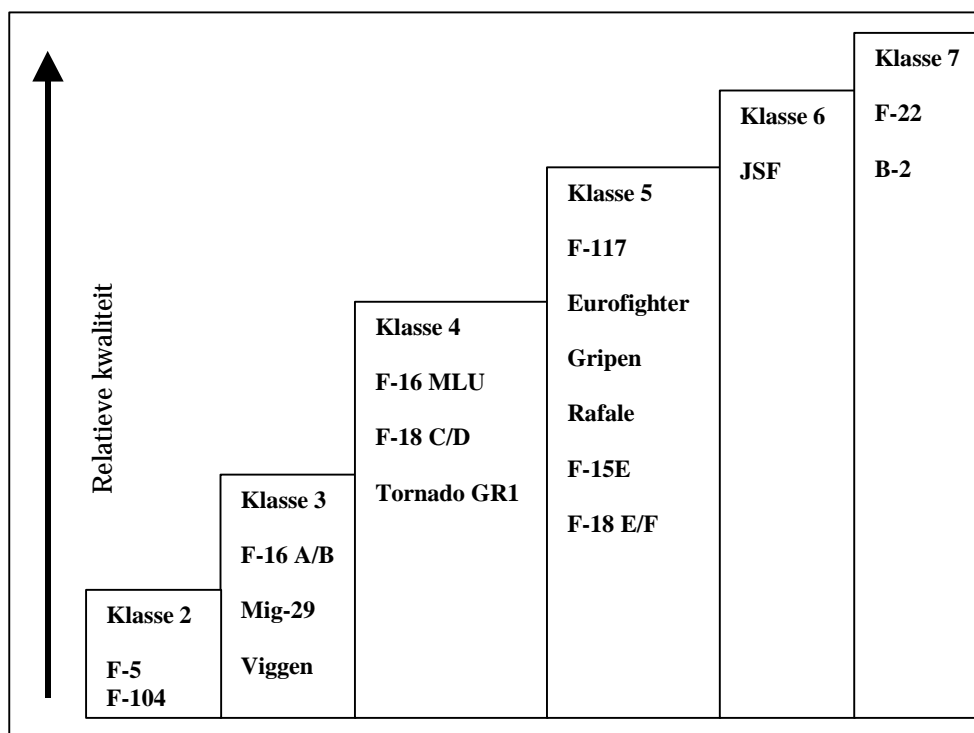 Relatieve kwaliteit
Klasse 2
F-5
F-104
Klasse 3
F-16 A/B
Mig-29
Viggen
Klasse 4
F-16 MLU
F-18 C/D
Tornado GR1
Klasse 5
F-117
Eurofighter
Gripen
Rafale
F-15E
F-18 E/F
Klasse 6
JSF
Klasse 7
F-22
B-2